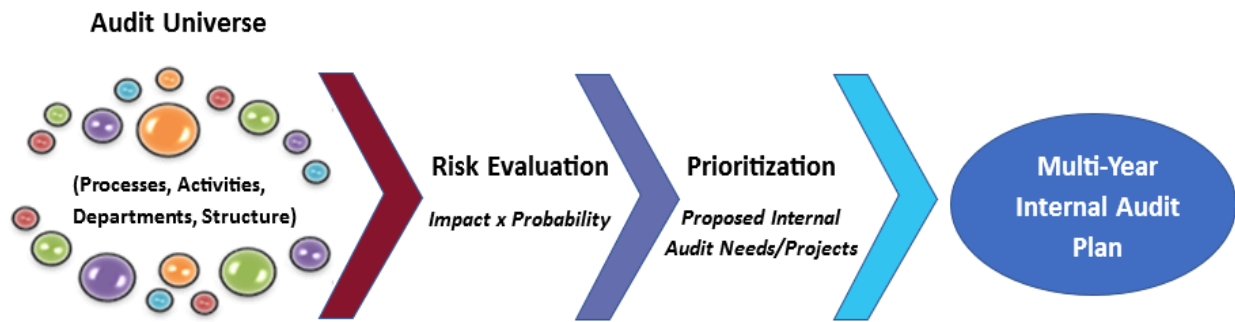 Audit Universe
(Processes, Activities,
Departments, Structure)
Risk Evaluation
Impact x Probability
Prioritization
Proposed Internal
Audit Needs/Projects
Multi-Year
Internal Audit
Plan